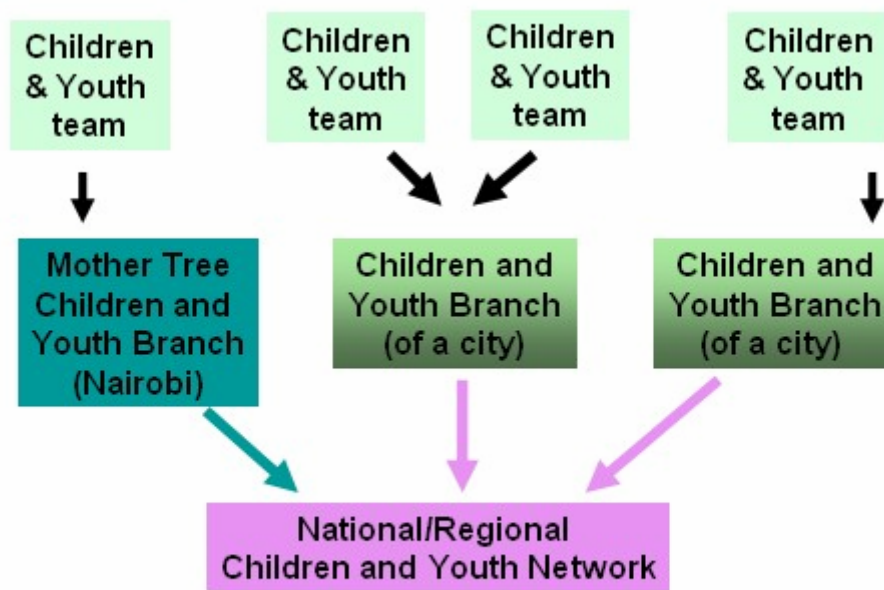 Children
& Youth
team
Children
& Youth
team
Children
& Youth
team
Children
& Youth
team
Mother Tree
Children and
Youth Branch
(Nairobi)
Children and
Youth Branch
(of a city)
Children and
Youth Branch
(of a city)
National/Regional
Children and Youth Network